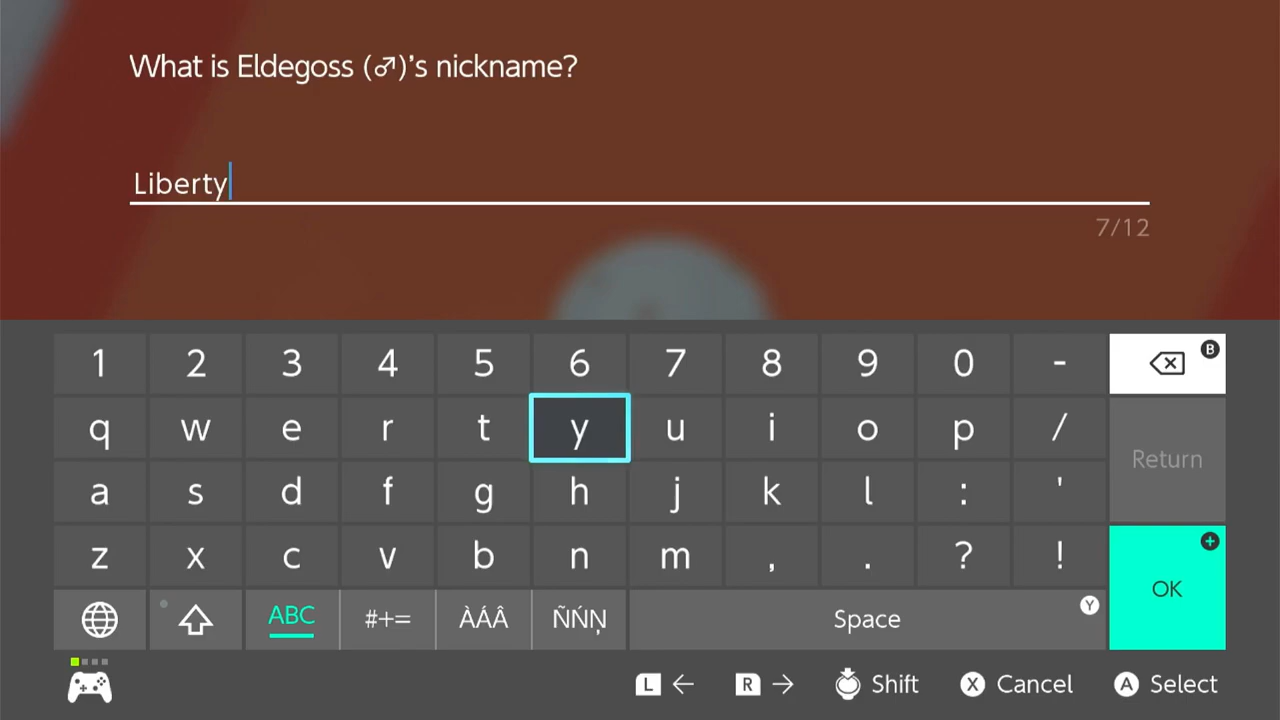 What is Eldegoss (♂)'s nickname?
Liberty
7/12
1 2 3 4 5 6 7 8 9 0 - B
q w e r t y u i o p /
Return
a s d f g h j k l : '
z x c v b n m , . ? ! +
OK
ABC #+= ÀÁÂ ÑŃŅ Space Y
L ← R → Shift X Cancel A Select